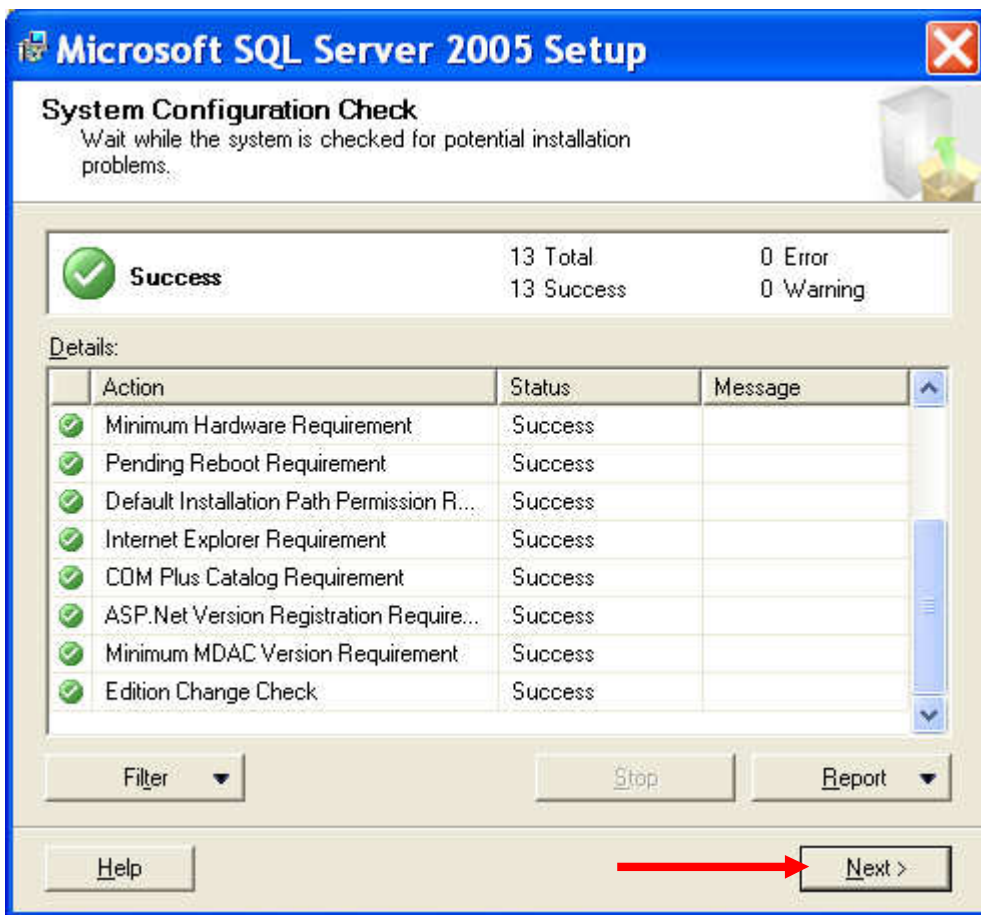 Microsoft SQL Server 2005 Setup
System Configuration Check
Wait while the system is checked for potential installation
problems.
Success
13 Total
0 Error
13 Success
0 Warning
Details:
Action Status Message
Minimum Hardware Requirement Success
Pending Reboot Requirement Success
Default Installation Path Permission R... Success
Internet Explorer Requirement Success
COM Plus Catalog Requirement Success
ASP.Net Version Registration Require... Success
Minimum MDAC Version Requirement Success
Edition Change Check Success
Filter Stop Report
Help Next >